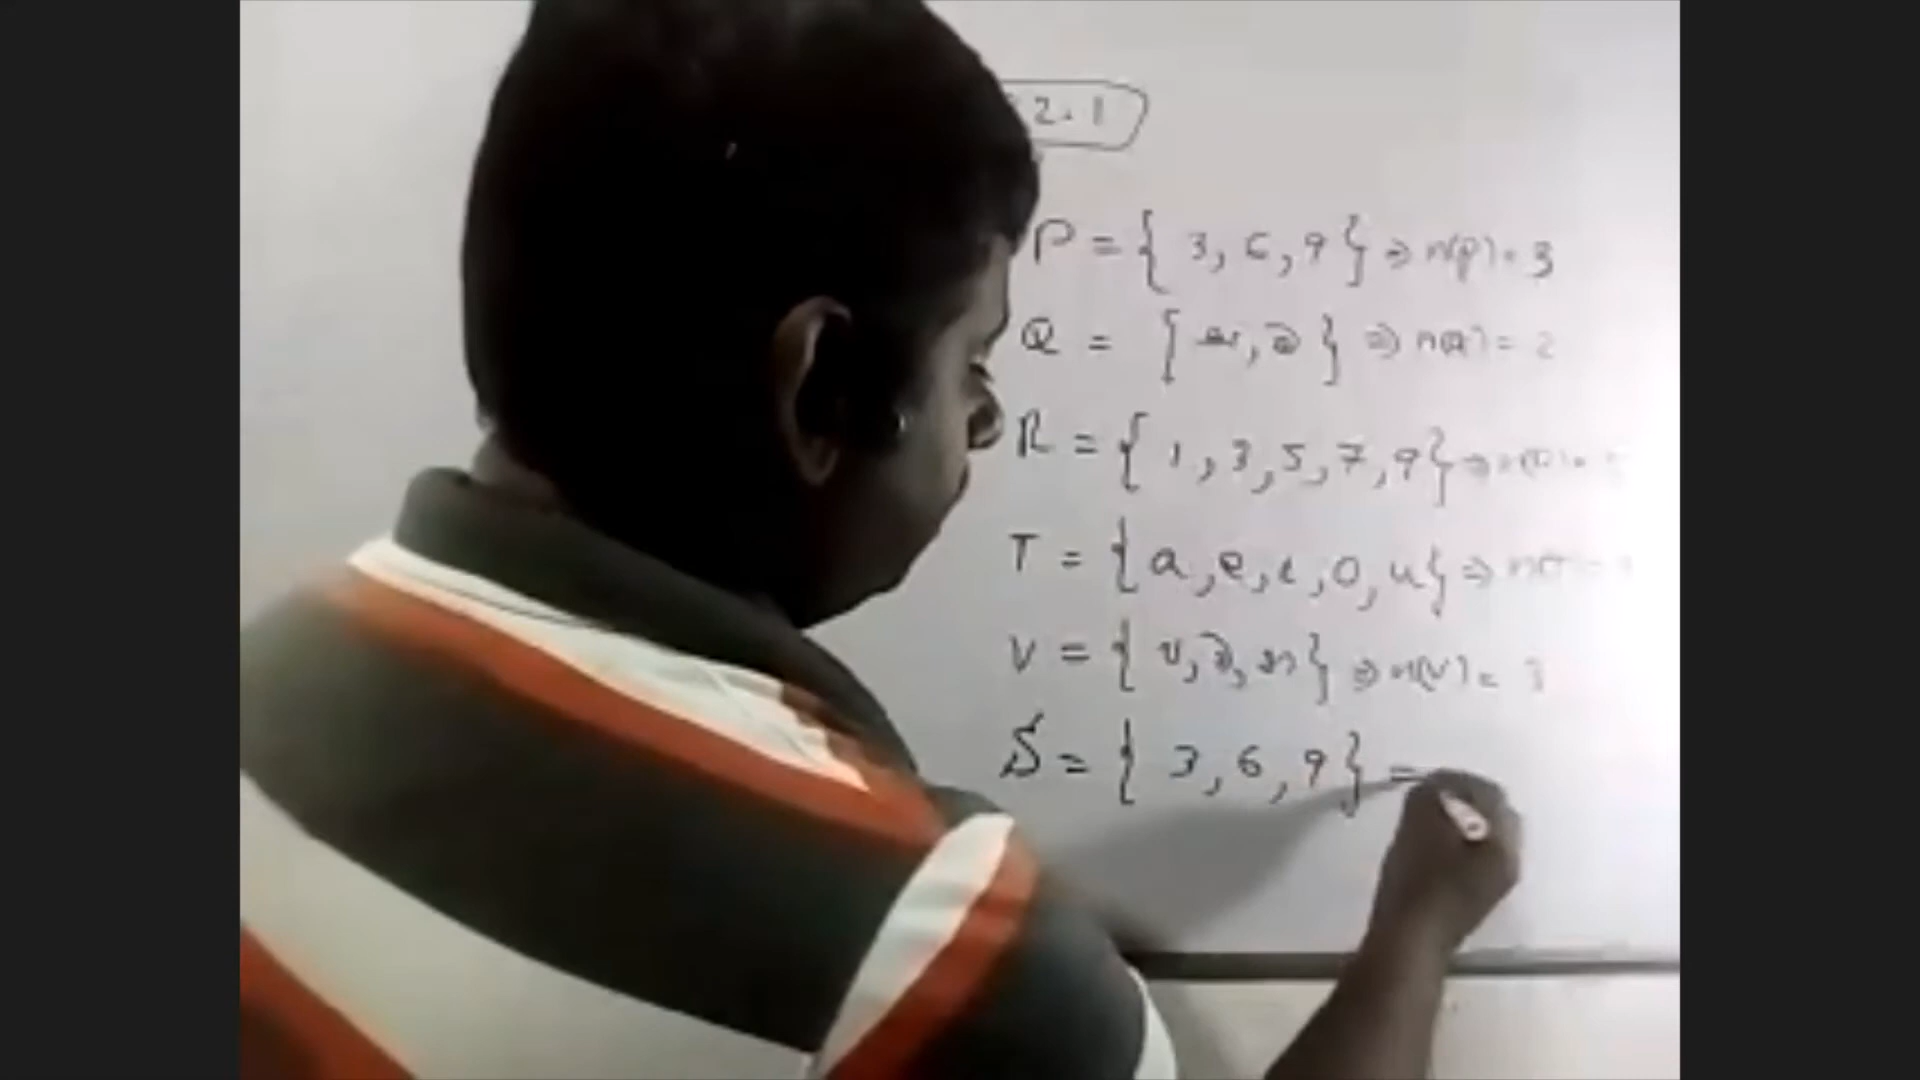 2.1
P = { 3, 6, 9 } ⇒ n(P) = 3
Q = { } ⇒ n(Q) = 2
R = { 1, 3, 5, 7, 9 } ⇒ n(R) =
T = { a, e, i, o, u } ⇒ n(T) =
V = { } ⇒ n(V) = 3
S = { 3, 6, 9 } =